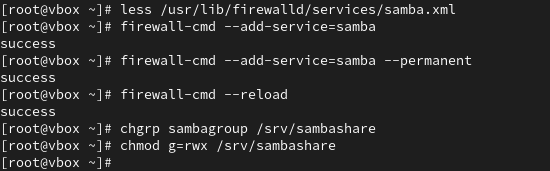 [root@vbox ~]# less /usr/lib/firewalld/services/samba.xml
[root@vbox ~]# firewall-cmd --add-service=samba
success
[root@vbox ~]# firewall-cmd --add-service=samba --permanent
success
[root@vbox ~]# firewall-cmd --reload
success
[root@vbox ~]# chgrp sambagroup /srv/sambashare
[root@vbox ~]# chmod g=rwx /srv/sambashare
[root@vbox ~]#